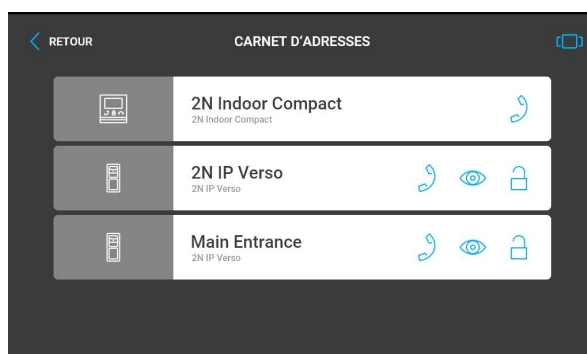 RETOUR
CARNET D'ADRESSES
2N Indoor Compact
2N Indoor Compact
2N IP Verso
2N IP Verso
Main Entrance
2N IP Verso